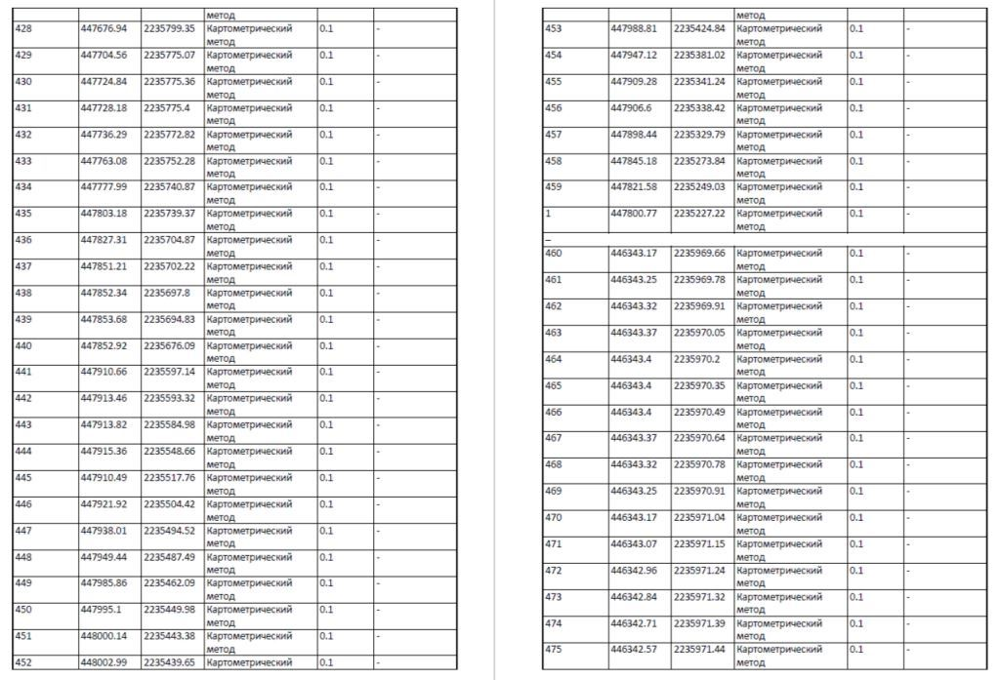 метод
428 447676.94 2235799.35 Картометрический 0.1 -
метод
429 447704.56 2235775.07 Картометрический 0.1 -
метод
430 447724.84 2235775.36 Картометрический 0.1 -
метод
431 447728.18 2235775.4 Картометрический 0.1 -
метод
432 447736.29 2235772.82 Картометрический 0.1 -
метод
433 447763.08 2235752.28 Картометрический 0.1 -
метод
434 447777.99 2235740.87 Картометрический 0.1 -
метод
435 447803.18 2235739.37 Картометрический 0.1 -
метод
436 447827.31 2235704.87 Картометрический 0.1 -
метод
437 447851.21 2235702.22 Картометрический 0.1 -
метод
438 447852.34 2235697.8 Картометрический 0.1 -
метод
439 447853.68 2235694.83 Картометрический 0.1 -
метод
440 447852.92 2235676.09 Картометрический 0.1 -
метод
441 447910.66 2235597.14 Картометрический 0.1 -
метод
442 447913.46 2235593.32 Картометрический 0.1 -
метод
443 447913.82 2235584.98 Картометрический 0.1 -
метод
444 447915.36 2235548.66 Картометрический 0.1 -
метод
445 447910.49 2235517.76 Картометрический 0.1 -
метод
446 447921.92 2235504.42 Картометрический 0.1 -
метод
447 447938.01 2235494.52 Картометрический 0.1 -
метод
448 447949.44 2235487.49 Картометрический 0.1 -
метод
449 447985.86 2235462.09 Картометрический 0.1 -
метод
450 447995.1 2235449.98 Картометрический 0.1 -
метод
451 448000.14 2235443.38 Картометрический 0.1 -
метод
452 448002.99 2235439.65 Картометрический 0.1 -
метод
453 447988.81 2235424.84 Картометрический 0.1 -
метод
454 447947.12 2235381.02 Картометрический 0.1 -
метод
455 447909.28 2235341.24 Картометрический 0.1 -
метод
456 447906.6 2235338.42 Картометрический 0.1 -
метод
457 447898.44 2235329.79 Картометрический 0.1 -
метод
458 447845.18 2235273.84 Картометрический 0.1 -
метод
459 447821.58 2235249.03 Картометрический 0.1 -
метод
1 447800.77 2235227.22 Картометрический 0.1 -
метод
–
460 446343.17 2235969.66 Картометрический 0.1 -
метод
461 446343.25 2235969.78 Картометрический 0.1 -
метод
462 446343.32 2235969.91 Картометрический 0.1 -
метод
463 446343.37 2235970.05 Картометрический 0.1 -
метод
464 446343.4 2235970.2 Картометрический 0.1 -
метод
465 446343.4 2235970.35 Картометрический 0.1 -
метод
466 446343.4 2235970.49 Картометрический 0.1 -
метод
467 446343.37 2235970.64 Картометрический 0.1 -
метод
468 446343.32 2235970.78 Картометрический 0.1 -
метод
469 446343.25 2235970.91 Картометрический 0.1 -
метод
470 446343.17 2235971.04 Картометрический 0.1 -
метод
471 446343.07 2235971.15 Картометрический 0.1 -
метод
472 446342.96 2235971.24 Картометрический 0.1 -
метод
473 446342.84 2235971.32 Картометрический 0.1 -
метод
474 446342.71 2235971.39 Картометрический 0.1 -
метод
475 446342.57 2235971.44 Картометрический 0.1 -
метод